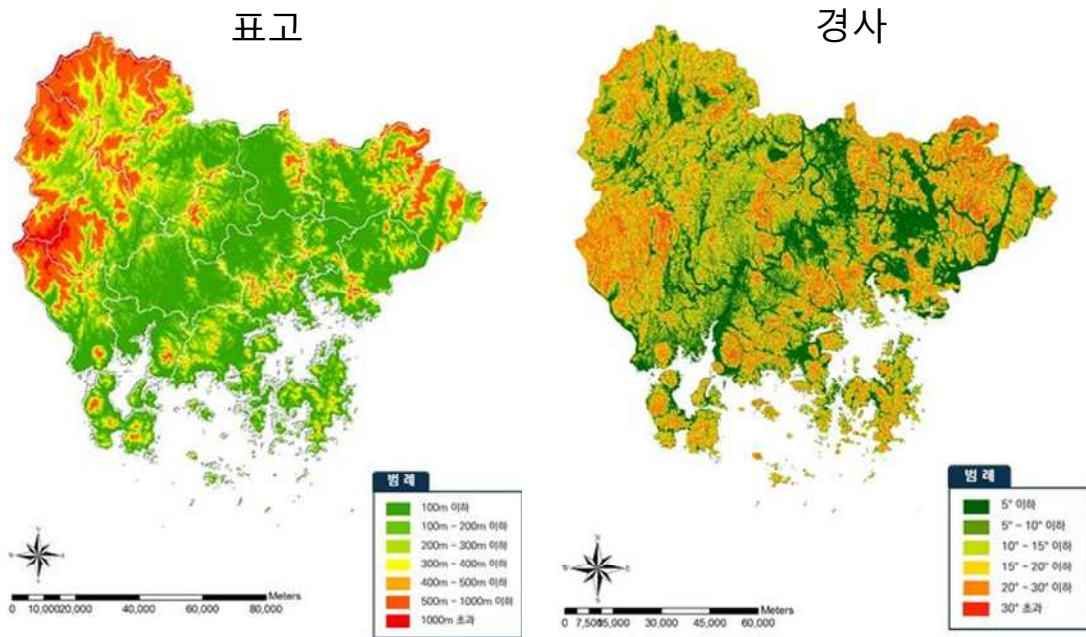 표고
경사
범 례
100m 이하
100m ~ 200m 이하
200m ~ 300m 이하
300m ~ 400m 이하
400m ~ 500m 이하
500m ~ 1000m 이하
1000m 초과
N
W E
S
Meters
0 10,00020,000 40,000 60,000 80,000
범 례
5° 이하
5° ~ 10° 이하
10° ~ 15° 이하
15° ~ 20° 이하
20° ~ 30° 이하
30° 초과
N
W E
S
Meters
0 15,000 30,000 45,000 60,000